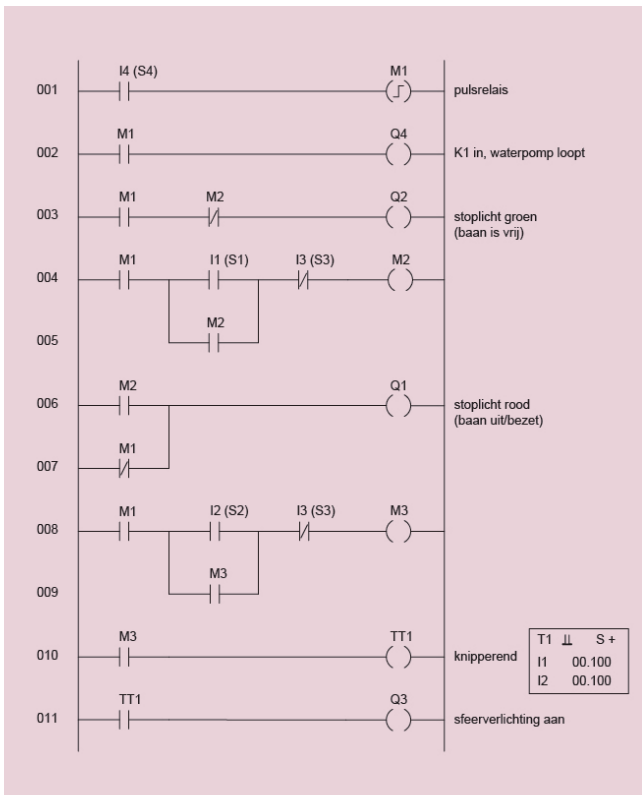 I4 (S4) M1
001 pulsrelais
M1 Q4
002 K1 in, waterpomp loopt
M1 M2 Q2
003 stoplicht groen
(baan is vrij)
M1 I1 (S1) I3 (S3) M2
004
M2
005
M2 Q1
006 stoplicht rood
(baan uit/bezet)
M1
007
M1 I2 (S2) I3 (S3) M3
008
M3
009
M3 TT1
010 knipperend
T1 ⫫ S +
I1 00.100
I2 00.100
TT1 Q3
011 sfeerverlichting aan